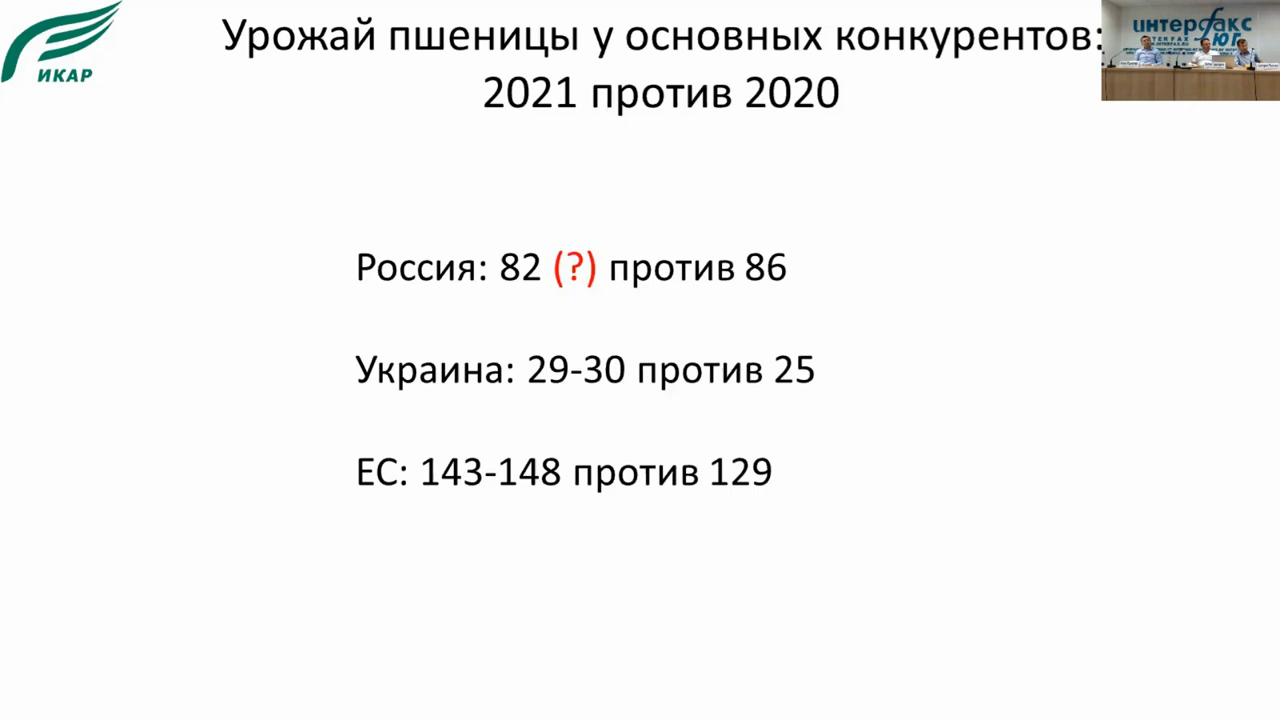 ИКАР
Урожай пшеницы у основных конкурентов:
2021 против 2020
интерфакс
ЮГ
Россия: 82 (?) против 86
Украина: 29-30 против 25
ЕС: 143-148 против 129